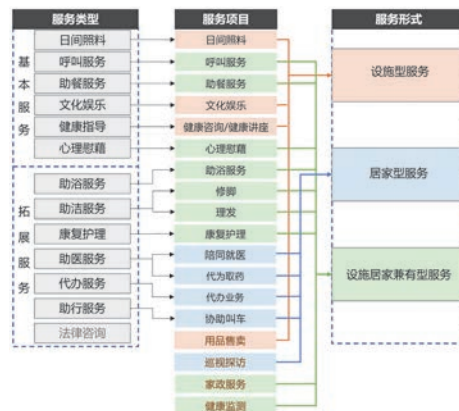 服务类型
服务项目
服务形式
基本服务
日间照料
呼叫服务
助餐服务
文化娱乐
健康指导
心理慰藉
拓展服务
助浴服务
助洁服务
康复护理
助医服务
代办服务
助行服务
法律咨询
日间照料
呼叫服务
助餐服务
文化娱乐
健康咨询/健康讲座
心理慰藉
助浴服务
修脚
理发
康复护理
陪同就医
代为取药
代办业务
协助叫车
用品售卖
巡视探访
家政服务
健康监测
设施型服务
居家型服务
设施居家兼有型服务